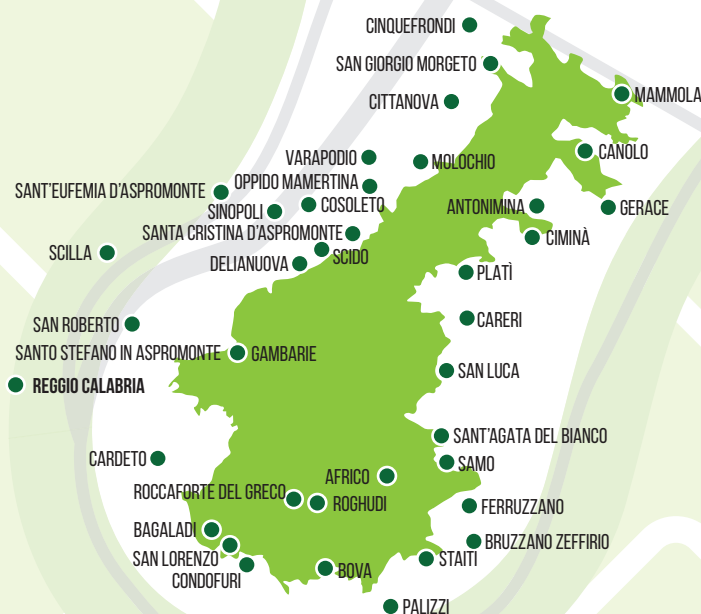 CINQUEFRONDI
SAN GIORGIO MORGETO
MAMMOLA
CITTANOVA
CANOLO
VARAPODIO
MOLOCHIO
OPPIDO MAMERTINA
SANT'EUFEMIA D'ASPROMONTE
COSOLETO
ANTONIMINA
GERACE
SINOPOLI
SANTA CRISTINA D'ASPROMONTE
CIMINÀ
SCILLA
SCIDO
DELIANUOVA
PLATÌ
CARERI
SAN ROBERTO
SANTO STEFANO IN ASPROMONTE
GAMBARIE
SAN LUCA
REGGIO CALABRIA
SANT'AGATA DEL BIANCO
CARDETO
SAMO
AFRICO
ROCCAFORTE DEL GRECO
ROGHUDI
FERRUZZANO
BAGALADI
BRUZZANO ZEFFIRIO
SAN LORENZO
STAITI
BOVA
CONDOFURI
PALIZZI